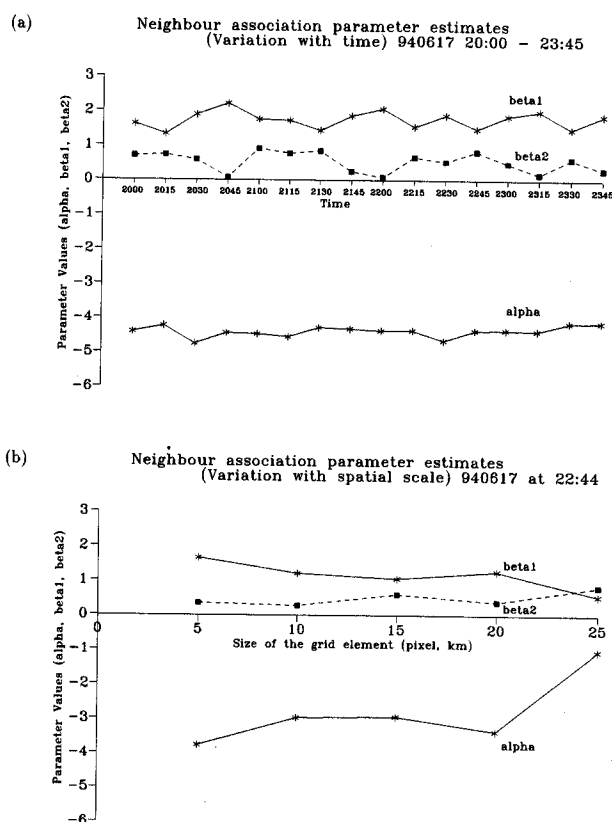 (a)
Neighbour association parameter estimates
(Variation with time) 940617 20:00 - 23:45
Parameter Values (alpha, beta1, beta2)
3
2
1
0
-1
-2
-3
-4
-5
-6
beta1
beta2
2000 2015 2030 2045 2100 2115 2130 2145 2200 2215 2230 2245 2300 2315 2330 2345
Time
alpha
(b)
Neighbour association parameter estimates
(Variation with spatial scale) 940617 at 22:44
Parameter Values (alpha, beta1, beta2)
3
2
1
0
-1
-2
-3
-4
-5
-6
beta1
beta2
0 5 10 15 20 25
Size of the grid element (pixel, km)
alpha